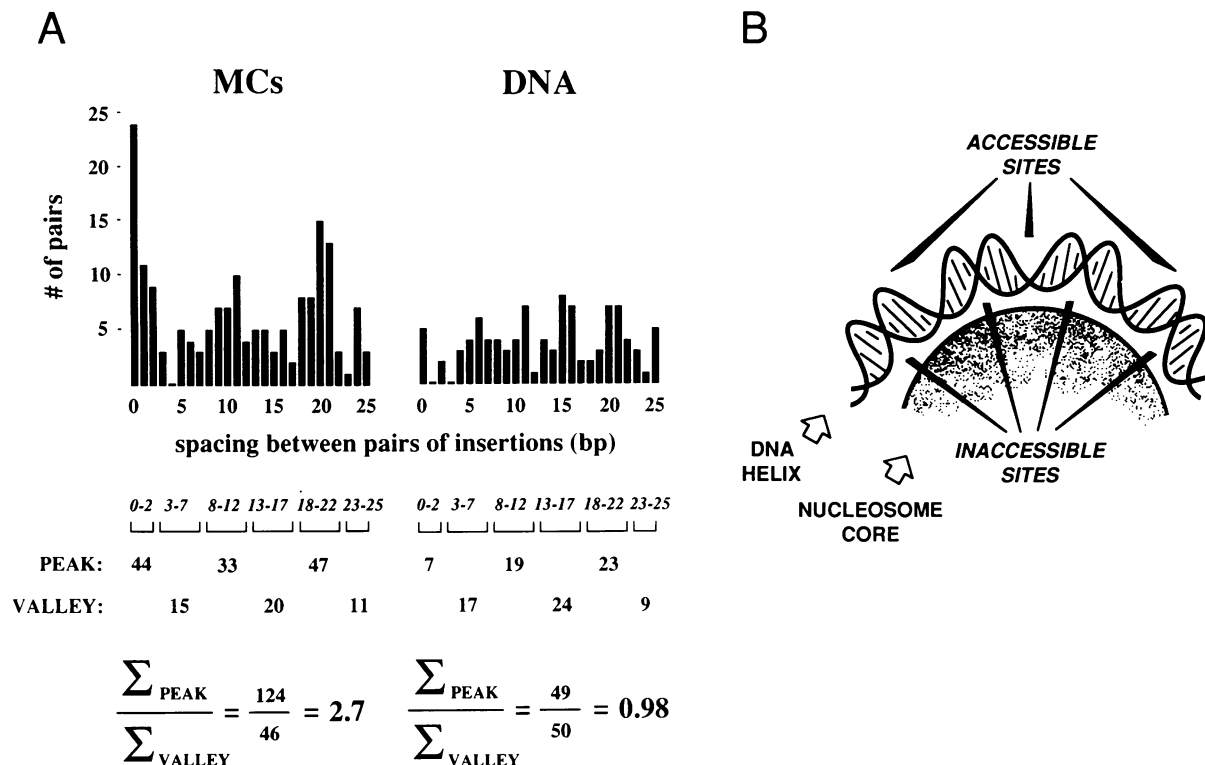 A
B
MCs
DNA
25
20
15
10
5
# of pairs
0 5 10 15 20 25
0 5 10 15 20 25
spacing between pairs of insertions (bp)
0-2 3-7 8-12 13-17 18-22 23-25
0-2 3-7 8-12 13-17 18-22 23-25
PEAK: 44 33 47 7 19 23
VALLEY: 15 20 11 17 24 9
∑ PEAK / ∑ VALLEY = 124 / 46 = 2.7
∑ PEAK / ∑ VALLEY = 49 / 50 = 0.98
ACCESSIBLE
SITES
INACCESSIBLE
SITES
DNA
HELIX
NUCLEOSOME
CORE